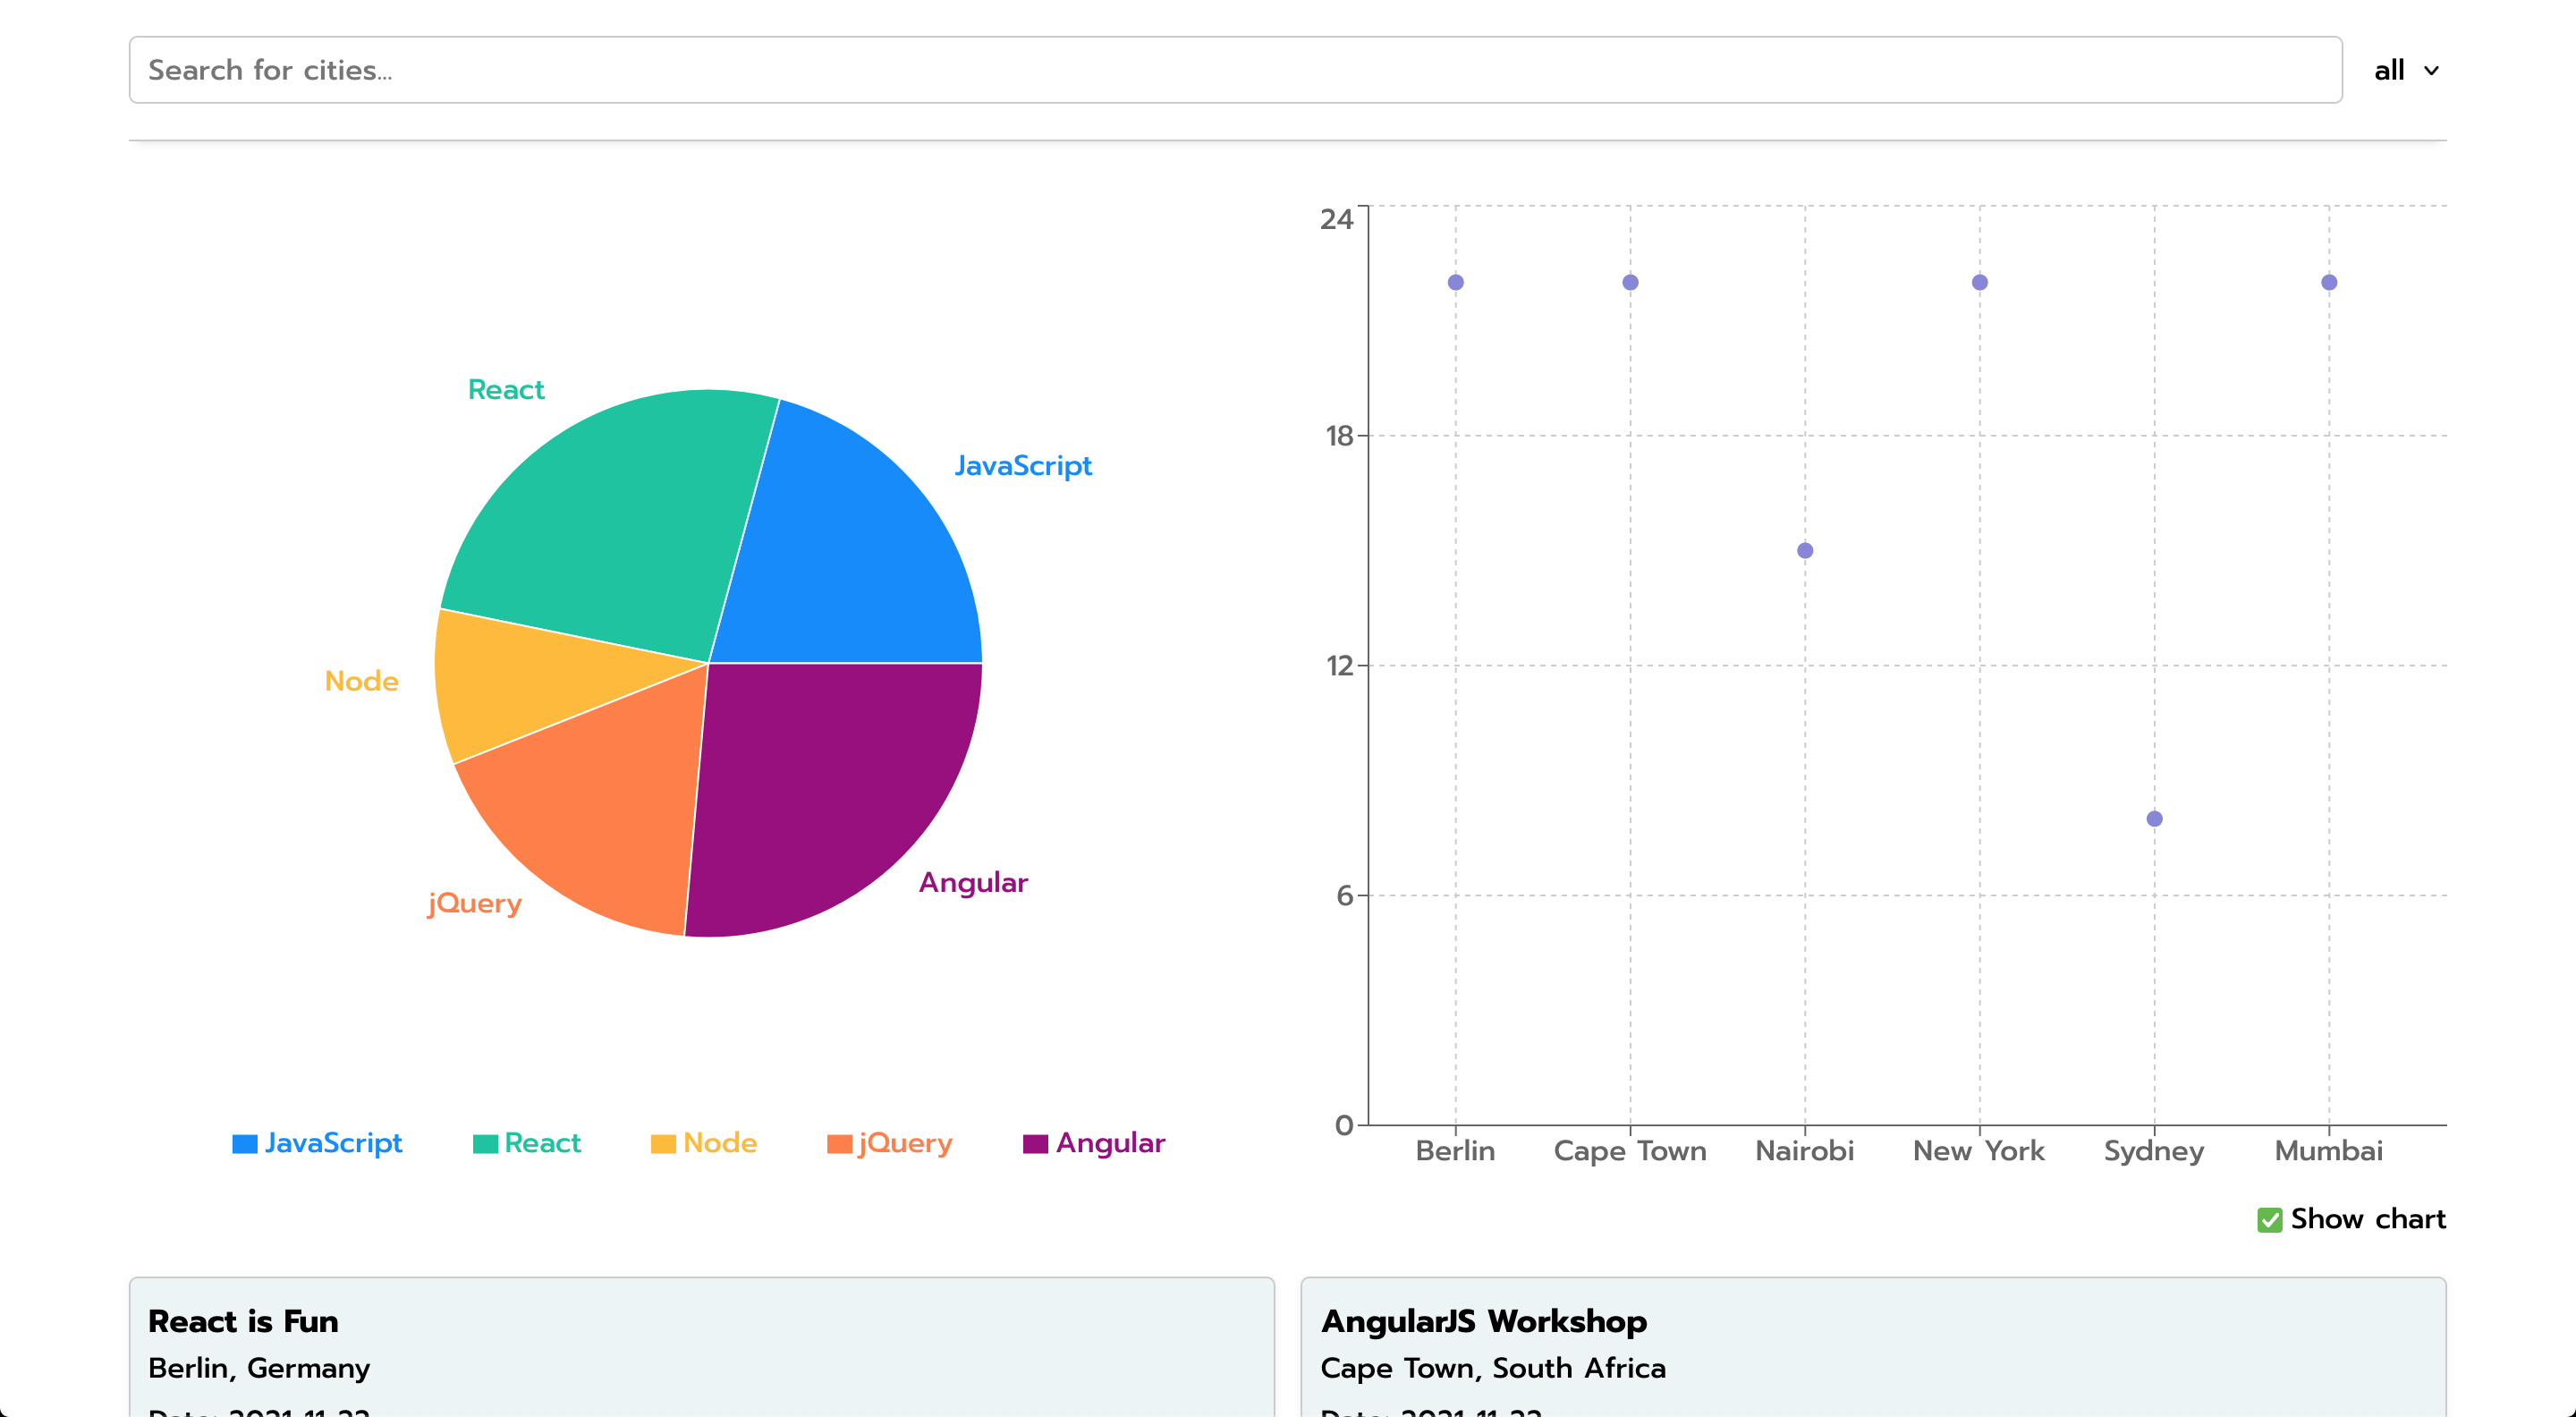 Search for cities...
all
React
JavaScript
Node
jQuery
Angular
JavaScript
React
Node
jQuery
Angular
24
18
12
6
0
Berlin
Cape Town
Nairobi
New York
Sydney
Mumbai
Show chart
React is Fun
Berlin, Germany
AngularJS Workshop
Cape Town, South Africa